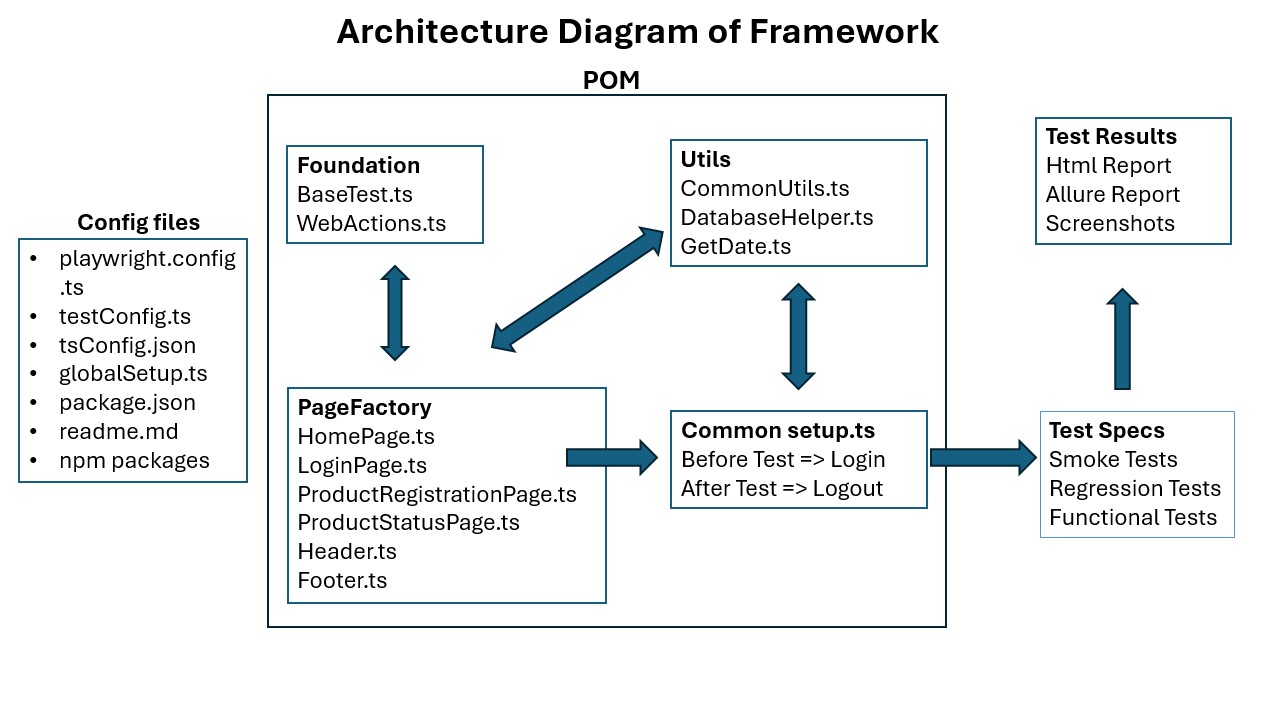 Architecture Diagram of Framework
POM
Config files
• playwright.config
.ts
• testConfig.ts
• tsConfig.json
• globalSetup.ts
• package.json
• readme.md
• npm packages
Foundation
BaseTest.ts
WebActions.ts
Utils
CommonUtils.ts
DatabaseHelper.ts
GetDate.ts
PageFactory
HomePage.ts
LoginPage.ts
ProductRegistrationPage.ts
ProductStatusPage.ts
Header.ts
Footer.ts
Common setup.ts
Before Test => Login
After Test => Logout
Test Results
Html Report
Allure Report
Screenshots
Test Specs
Smoke Tests
Regression Tests
Functional Tests